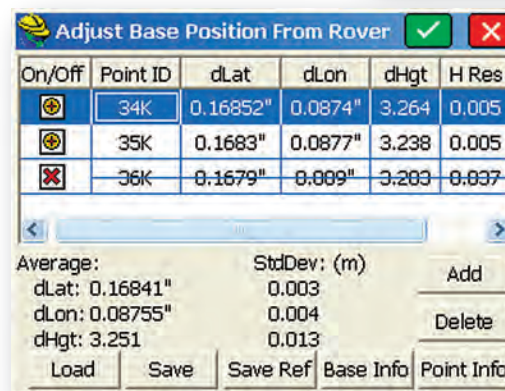 Adjust Base Position From Rover
On/Off Point ID dLat dLon dHgt H Res
34K 0.16852" 0.0874" 3.264 0.005
35K 0.1683" 0.0877" 3.238 0.005
36K 0.1679" 0.089" 3.203 0.037
Average: StdDev: (m)
dLat: 0.16841" 0.003
dLon: 0.08755" 0.004
dHgt: 3.251 0.013
Add
Delete
Load Save Save Ref Base Info Point Info